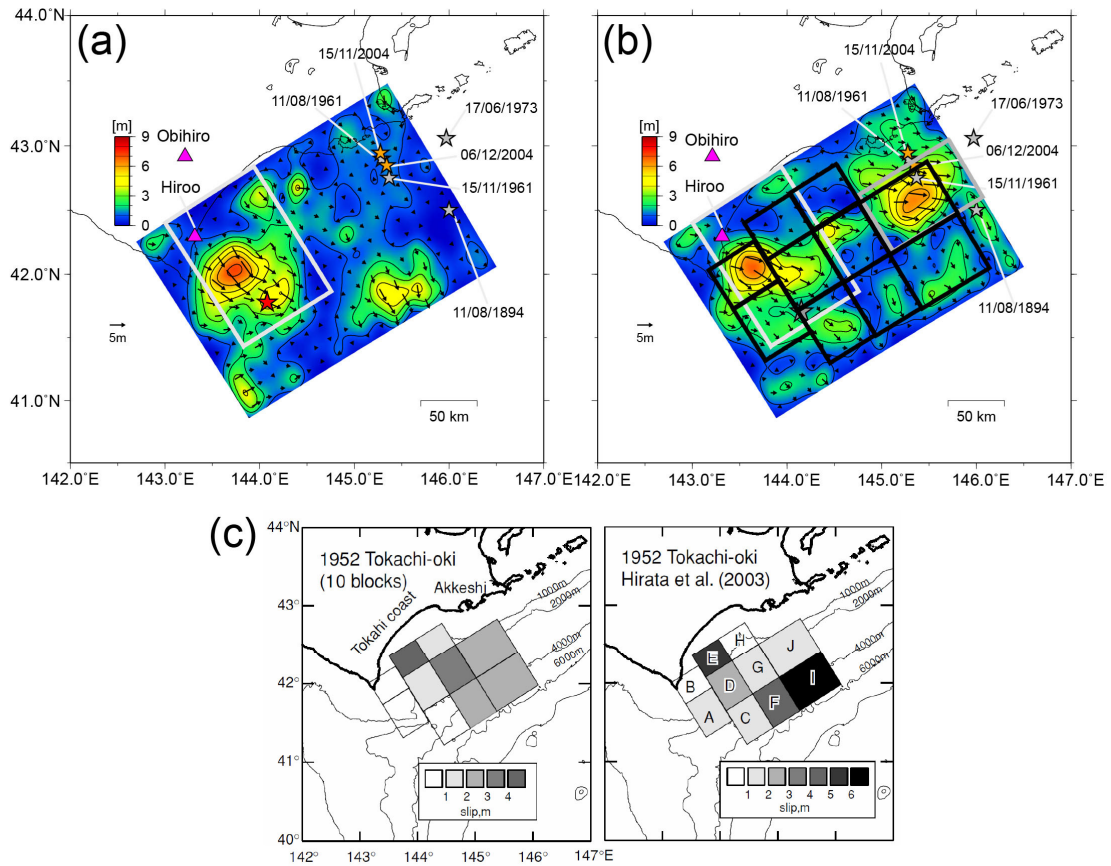 (a)
44.0˚N
43.0˚N
42.0˚N
41.0˚N
142.0˚E 143.0˚E 144.0˚E 145.0˚E 146.0˚E 147.0˚E
15/11/2004
11/08/1961
17/06/1973
06/12/2004
15/11/1961
11/08/1894
[m]
9
6
3
0
Obihiro
Hiroo
5m
50 km
(b)
142.0˚E 143.0˚E 144.0˚E 145.0˚E 146.0˚E 147.0˚E
15/11/2004
11/08/1961
17/06/1973
06/12/2004
15/11/1961
11/08/1894
[m]
9
6
3
0
Obihiro
Hiroo
5m
50 km
(c)
44˚N
43˚
42˚
41˚
40˚
142˚ 143˚ 144˚ 145˚ 146˚ 147˚E
1952 Tokachi-oki
(10 blocks)
Akkeshi
Tokahi coast
1000m
2000m
4000m
6000m
1 2 3 4
slip,m
1952 Tokachi-oki
Hirata et al. (2003)
1000m
2000m
4000m
6000m
H
J
E
G
B
D
I
F
A
C
1 2 3 4 5 6
slip,m